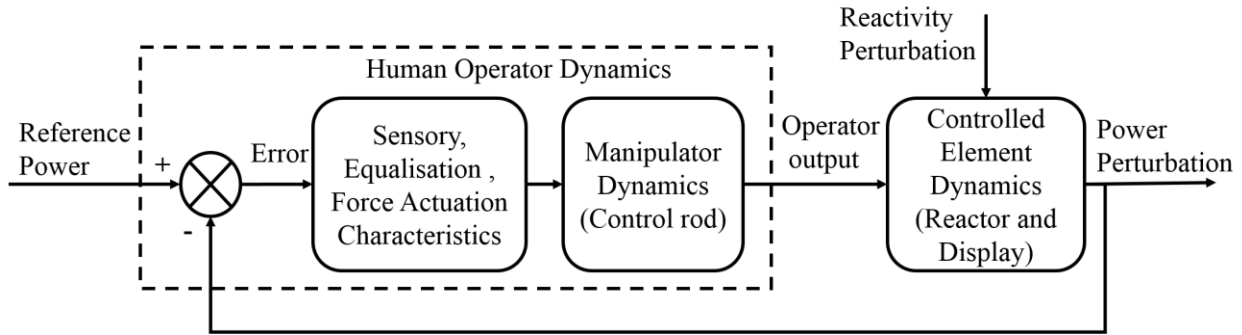 Reactivity
Perturbation
Human Operator Dynamics
Reference
Power
+
-
Error
Sensory,
Equalisation ,
Force Actuation
Characteristics
Manipulator
Dynamics
(Control rod)
Operator
output
Controlled
Element
Dynamics
(Reactor and
Display)
Power
Perturbation